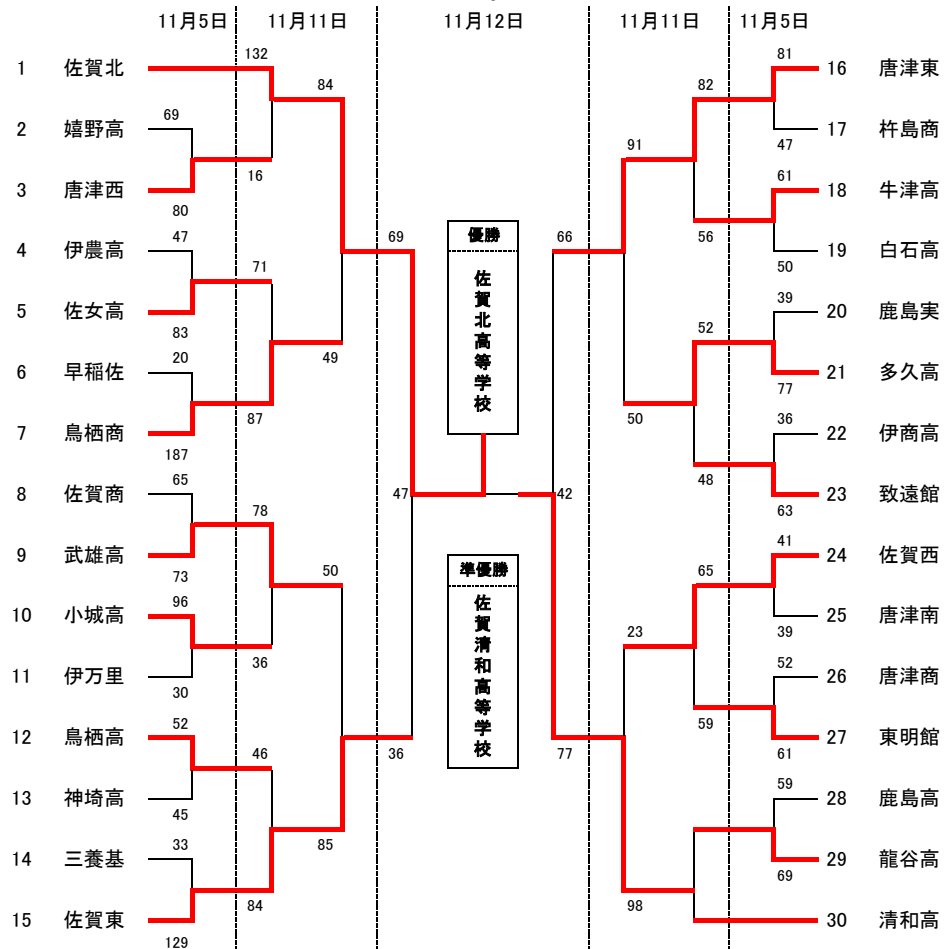 11月5日 11月11日 11月12日 11月11日 11月5日
132 81
1 佐賀北 84 82 16 唐津東
69 91
2 嬉野高 17 杵島商
16 47
61
3 唐津西 18 牛津高
80
47 69 優勝 66 56
4 伊農高 19 白石高
71 50
佐賀北高等学校
39
5 佐女高 52 20 鹿島実
83
20 49
6 早稲佐 21 多久高
87 50 77
36
7 鳥栖商 22 伊商高
187
65 48
8 佐賀商 47 42 23 致遠館
78 63
41
9 武雄高 24 佐賀西
73 50 準優勝 65
96
10 小城高 佐賀清和高等学校 25 唐津南
23 39
36 52
11 伊万里 26 唐津商
30
52 59
12 鳥栖高 27 東明館
46 36 77 61
59
13 神埼高 28 鹿島高
45
33 85
14 三養基 29 龍谷高
69
84 98
15 佐賀東 30 清和高
129